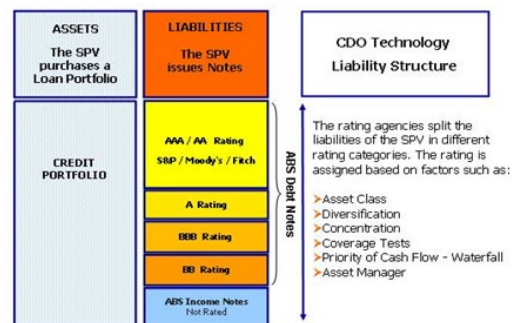 ASSETS
The SPV
purchases a
Loan Portfolio
LIABILITIES
The SPV
issues Notes
CDO Technology
Liability Structure
CREDIT
PORTFOLIO
AAA / AA Rating
S&P / Moody's / Fitch
A Rating
BBB Rating
BB Rating
ABS Income Notes
Not Rated
ABS Debt Notes
The rating agencies split the
liabilities of the SPV in different
rating categories. The rating is
assigned based on factors such as:
➤Asset Class
➤Diversification
➤Concentration
➤Coverage Tests
➤Priority of Cash Flow - Waterfall
➤Asset Manager